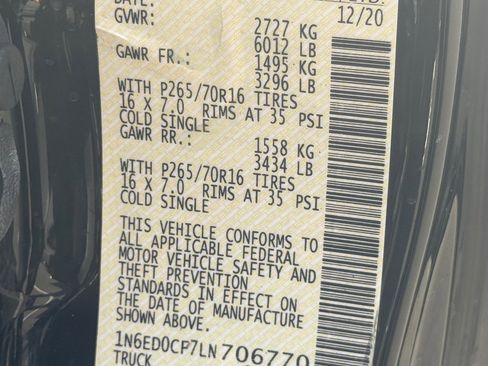 DATE:
12/20
GVWR: 2727 KG
6012 LB
GAWR FR.: 1495 KG
3296 LB
WITH P265/70R16 TIRES
16 X 7.0 RIMS AT 35 PSI
COLD SINGLE
GAWR RR.: 1558 KG
3434 LB
WITH P265/70R16 TIRES
16 X 7.0 RIMS AT 35 PSI
COLD SINGLE
THIS VEHICLE CONFORMS TO
ALL APPLICABLE FEDERAL
MOTOR VEHICLE SAFETY AND
THEFT PREVENTION
STANDARDS IN EFFECT ON
THE DATE OF MANUFACTURE
SHOWN ABOVE.
1N6ED0CF7LN706770
TRUCK